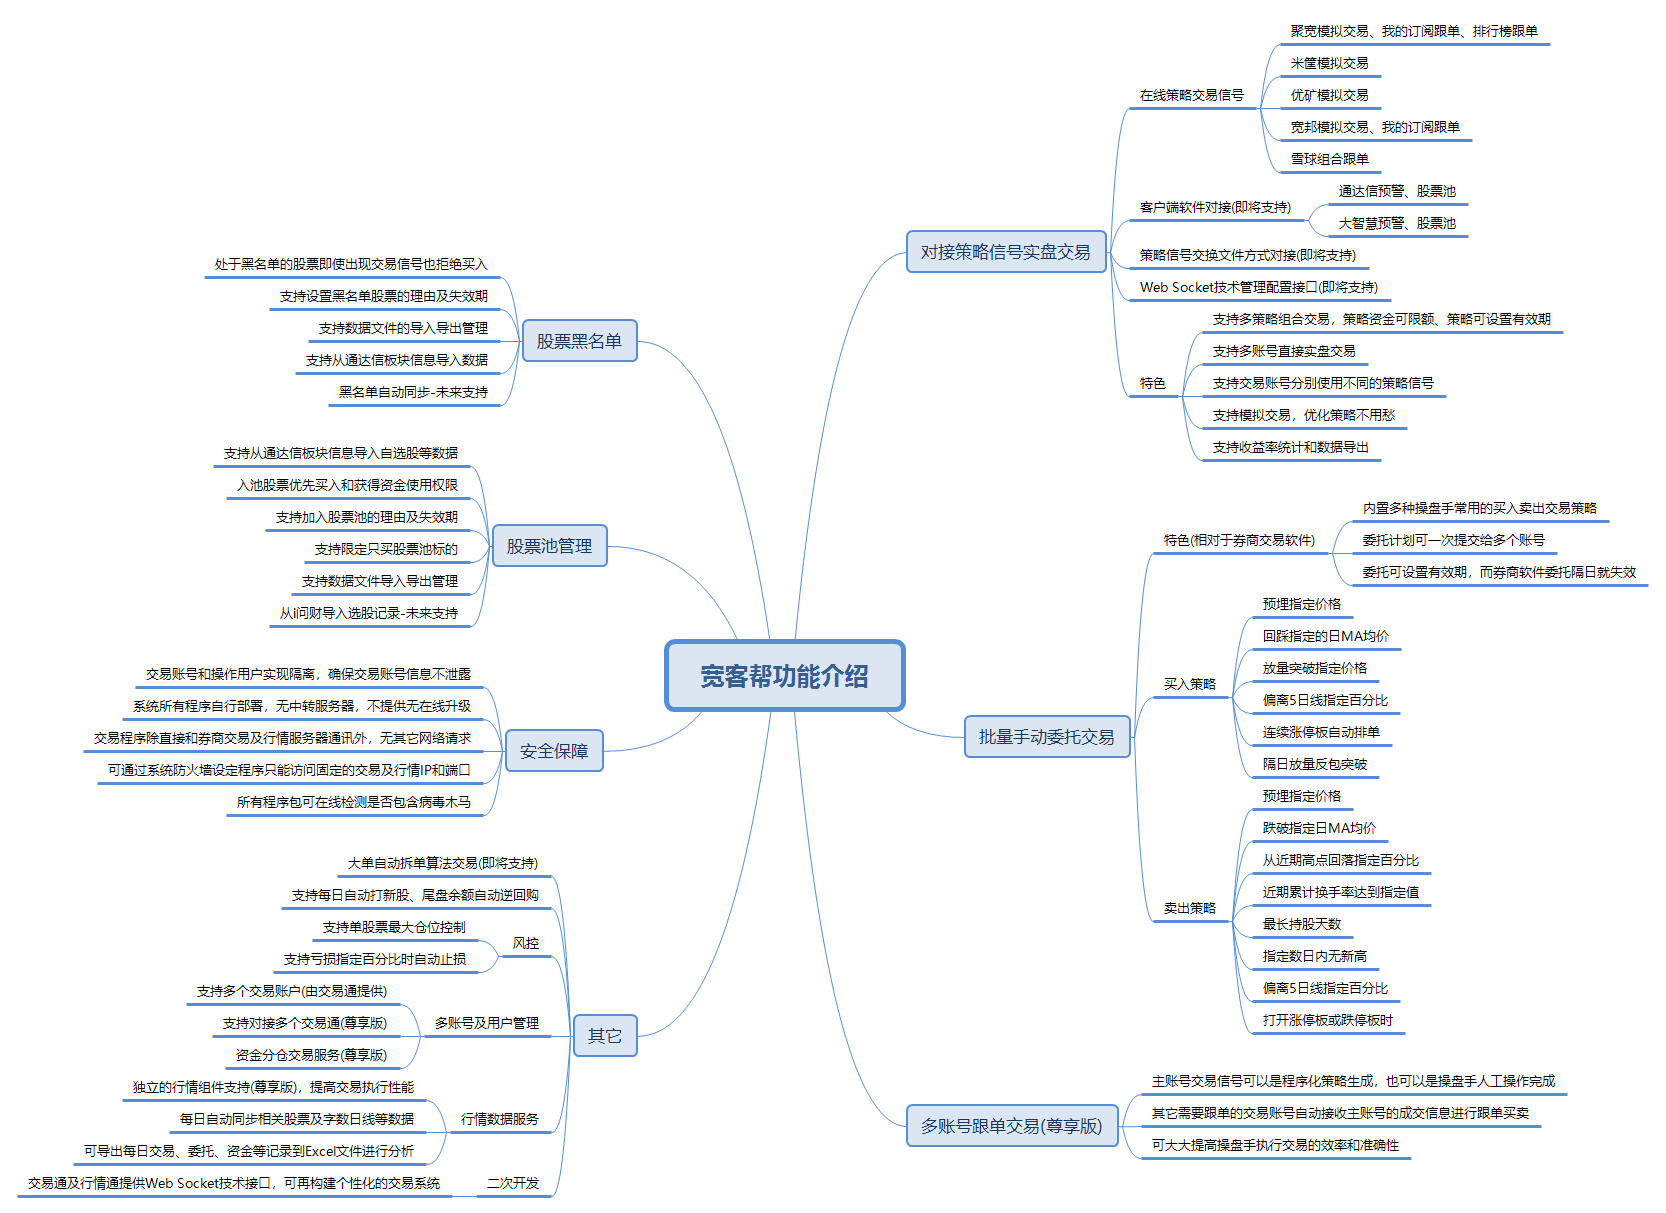 宽客帮功能介绍
对接策略信号实盘交易
在线策略交易信号
聚宽模拟交易、我的订阅跟单、排行榜跟单
米筐模拟交易
优矿模拟交易
宽邦模拟交易、我的订阅跟单
雪球组合跟单
客户端软件对接(即将支持)
通达信预警、股票池
大智慧预警、股票池
策略信号交换文件方式对接(即将支持)
Web Socket技术管理配置接口(即将支持)
特色
支持多策略组合交易，策略资金可限额、策略可设置有效期
支持多账号直接实盘交易
支持交易账号分别使用不同的策略信号
支持模拟交易，优化策略不用愁
支持收益率统计和数据导出
批量手动委托交易
特色(相对于券商交易软件)
内置多种操盘手常用的买入卖出交易策略
委托计划可一次提交给多个账号
委托可设置有效期，而券商软件委托隔日就失效
买入策略
预埋指定价格
回踩指定的日MA均价
放量突破指定价格
偏离5日线指定百分比
连续涨停板自动排单
隔日放量反包突破
卖出策略
预埋指定价格
跌破指定日MA均价
从近期高点回落指定百分比
近期累计换手率达到指定值
最长持股天数
指定数日内无新高
偏离5日线指定百分比
打开涨停板或跌停板时
多账号跟单交易(尊享版)
主账号交易信号可以是程序化策略生成，也可以是操盘手人工操作完成
其它需要跟单的交易账号自动接收主账号的成交信息进行跟单买卖
可大大提高操盘手执行交易的效率和准确性
股票黑名单
处于黑名单的股票即使出现交易信号也拒绝买入
支持设置黑名单股票的理由及失效期
支持数据文件的导入导出管理
支持从通达信板块信息导入数据
黑名单自动同步-未来支持
股票池管理
支持从通达信板块信息导入自选股等数据
入池股票优先买入和获得资金使用权限
支持加入股票池的理由及失效期
支持限定只买股票池标的
支持数据文件导入导出管理
从i问财导入选股记录-未来支持
安全保障
交易账号和操作用户实现隔离，确保交易账号信息不泄露
系统所有程序自行部署，无中转服务器，不提供无在线升级
交易程序除直接和券商交易及行情服务器通讯外，无其它网络请求
可通过系统防火墙设定程序只能访问固定的交易及行情IP和端口
所有程序包可在线检测是否包含病毒木马
其它
大单自动拆单算法交易(即将支持)
支持每日自动打新股、尾盘余额自动逆回购
风控
支持单股票最大仓位控制
支持亏损指定百分比时自动止损
多账号及用户管理
支持多个交易账户(由交易通提供)
支持对接多个交易通(尊享版)
资金分仓交易服务(尊享版)
行情数据服务
独立的行情组件支持(尊享版)，提高交易执行性能
每日自动同步相关股票及字数日线等数据
可导出每日交易、委托、资金等记录到Excel文件进行分析
二次开发
交易通及行情通提供Web Socket技术接口，可再构建个性化的交易系统